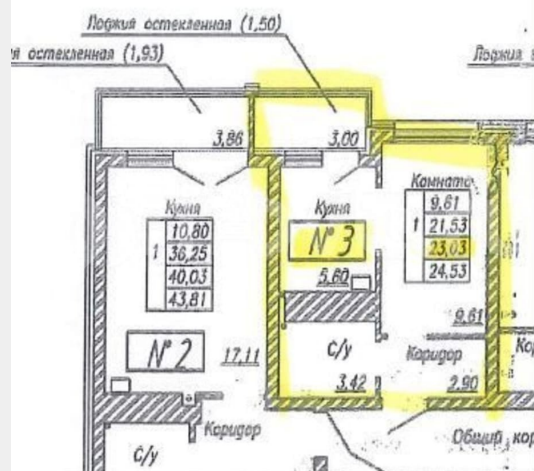 Лоджия остекленная (1,50)
я остекленная (1,93)
Лоджия
3,86
3,00
Кухня
1
10,80
36,25
40,03
43,81
Кухня
№ 3
5,60
Комната
1
9,61
21,53
23,03
24,53
9,61
№ 2
17,11
С/у
3,42
Коридор
2,90
Ко
Коридор
Общий кор
С/у